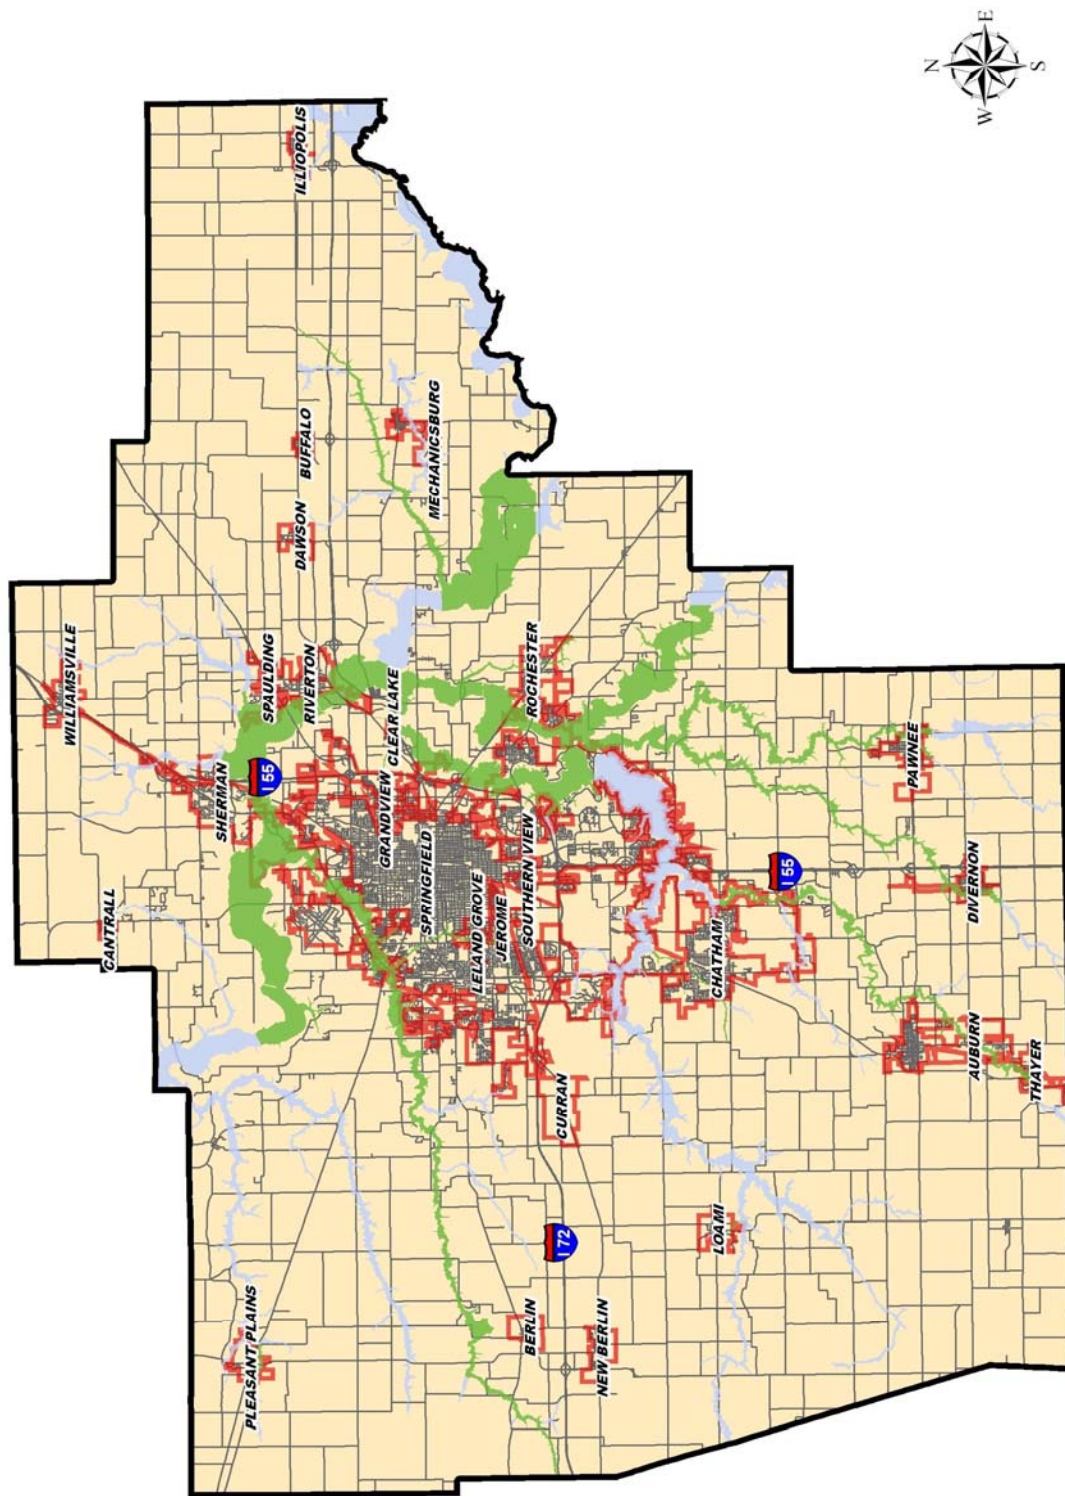 N
E
S
W
WILLIAMSVILLE
CANTRALL
SHERMAN
I 55
SPAULDING
RIVERTON
DAWSON
BUFFALO
ILLIOPOLIS
MECHANICSBURG
CLEAR LAKE
GRANDVIEW
SPRINGFIELD
PLEASANT PLAINS
LELAND GROVE
JEROME
SOUTHERN VIEW
ROCHESTER
BERLIN
I 72
CURRAN
NEW BERLIN
LOAMI
CHATHAM
I 55
PAWNEE
DIVERNON
AUBURN
THAYER